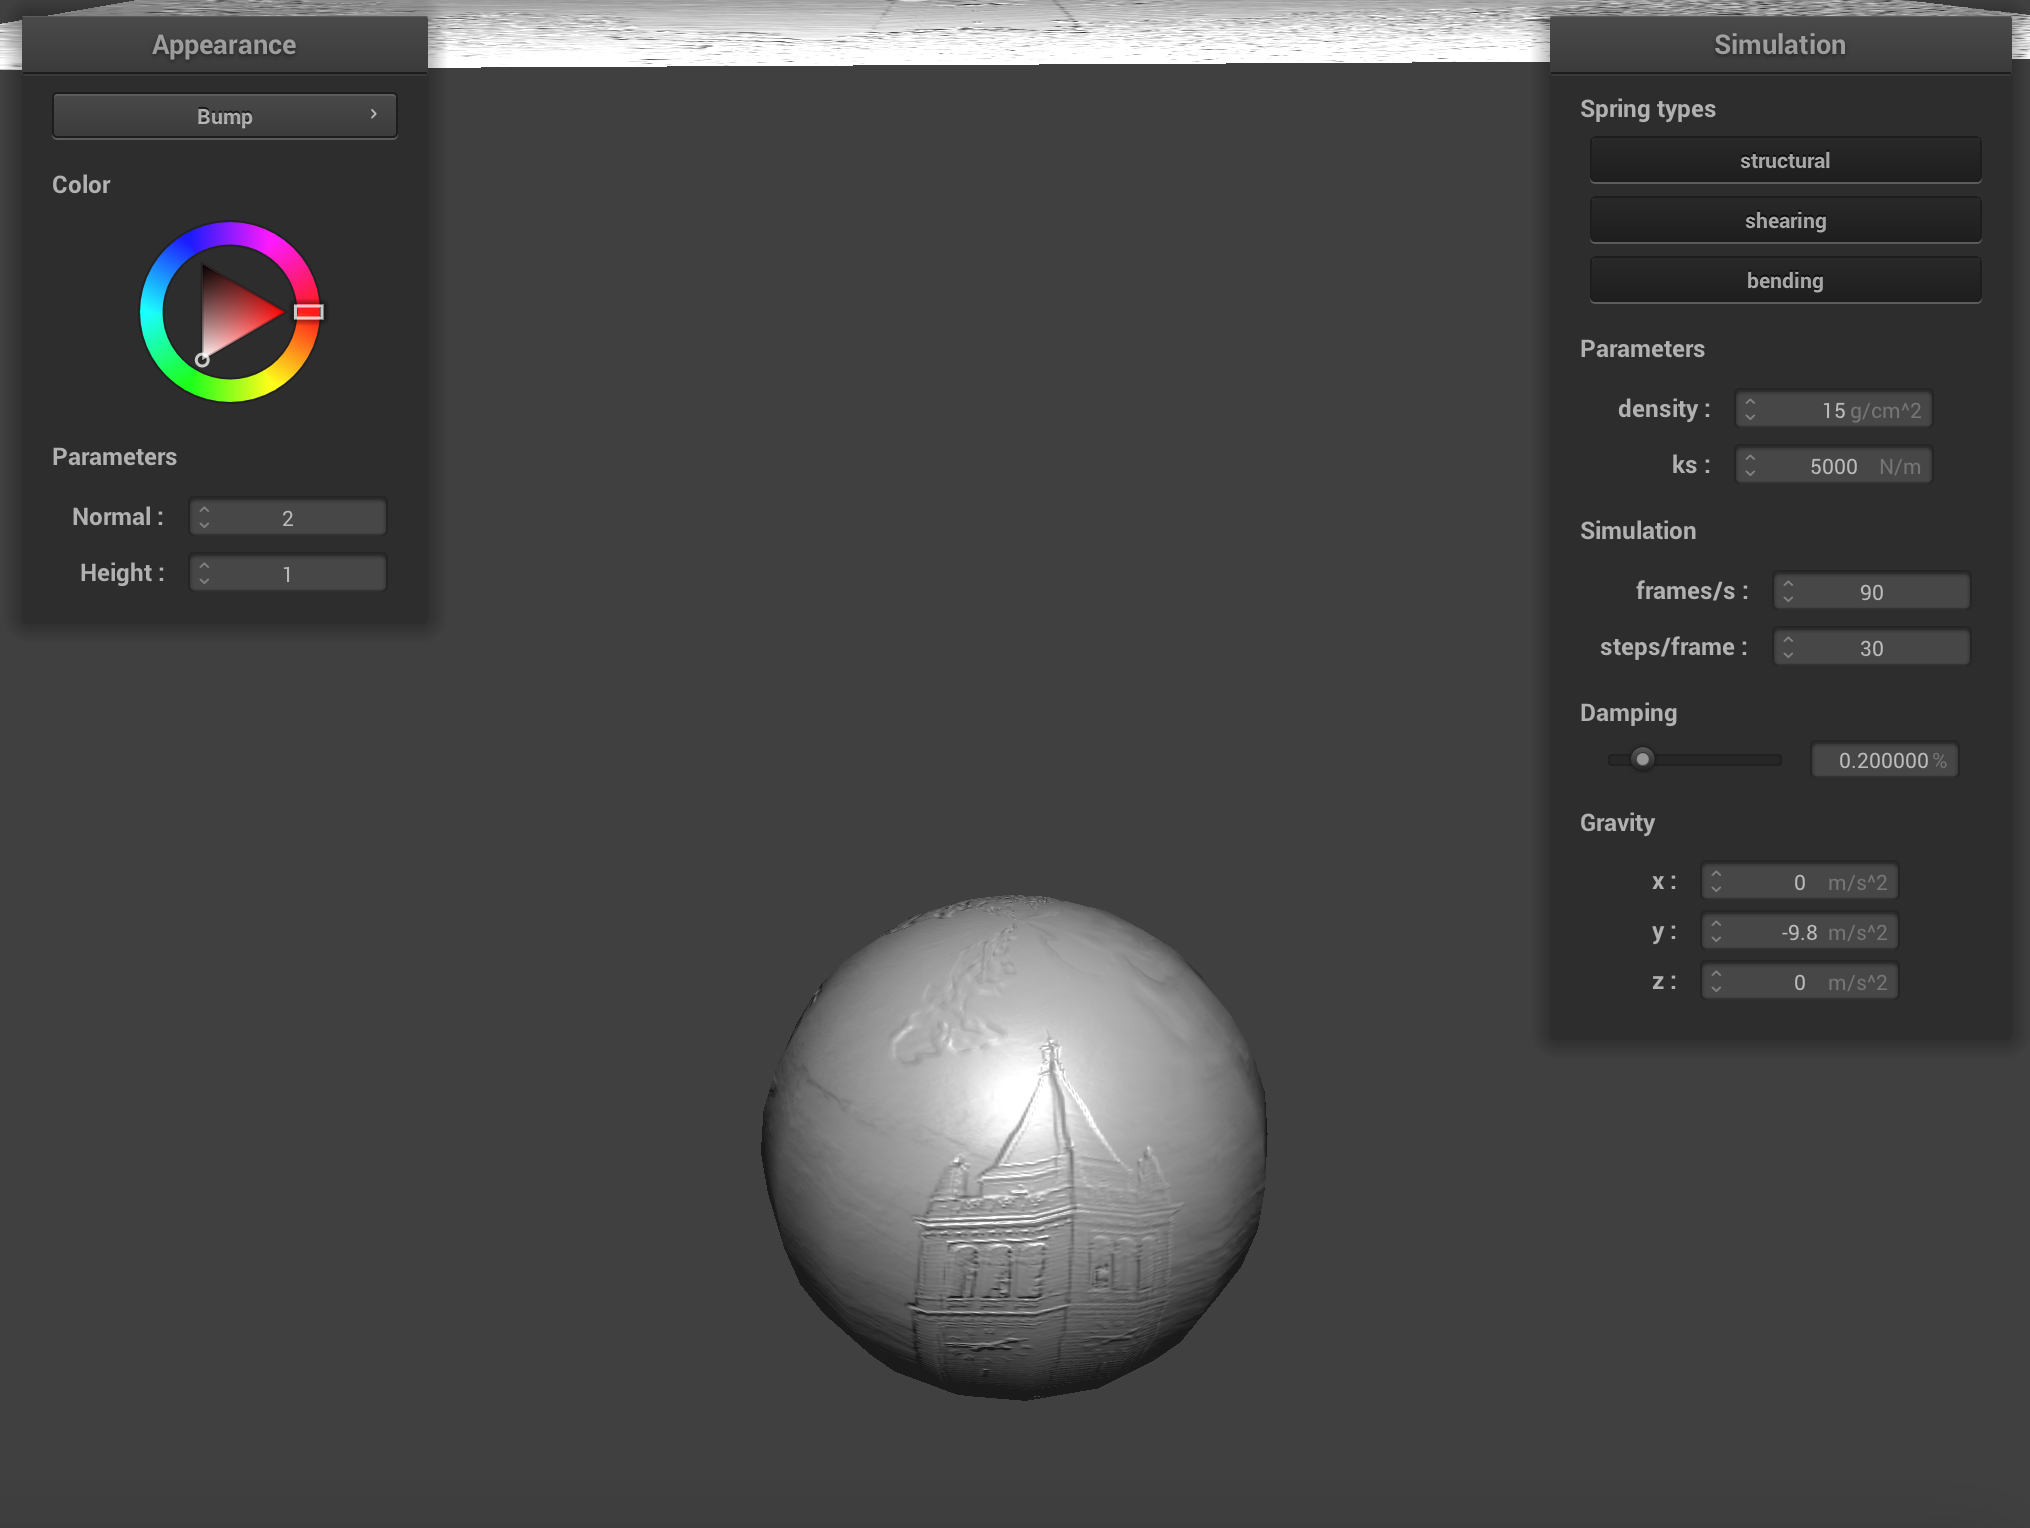 Appearance
Bump
Color
Parameters
Normal : 2
Height : 1
Simulation
Spring types
structural
shearing
bending
Parameters
density : 15 g/cm^2
ks : 5000 N/m
Simulation
frames/s : 90
steps/frame : 30
Damping
0.200000 %
Gravity
x : 0 m/s^2
y : -9.8 m/s^2
z : 0 m/s^2